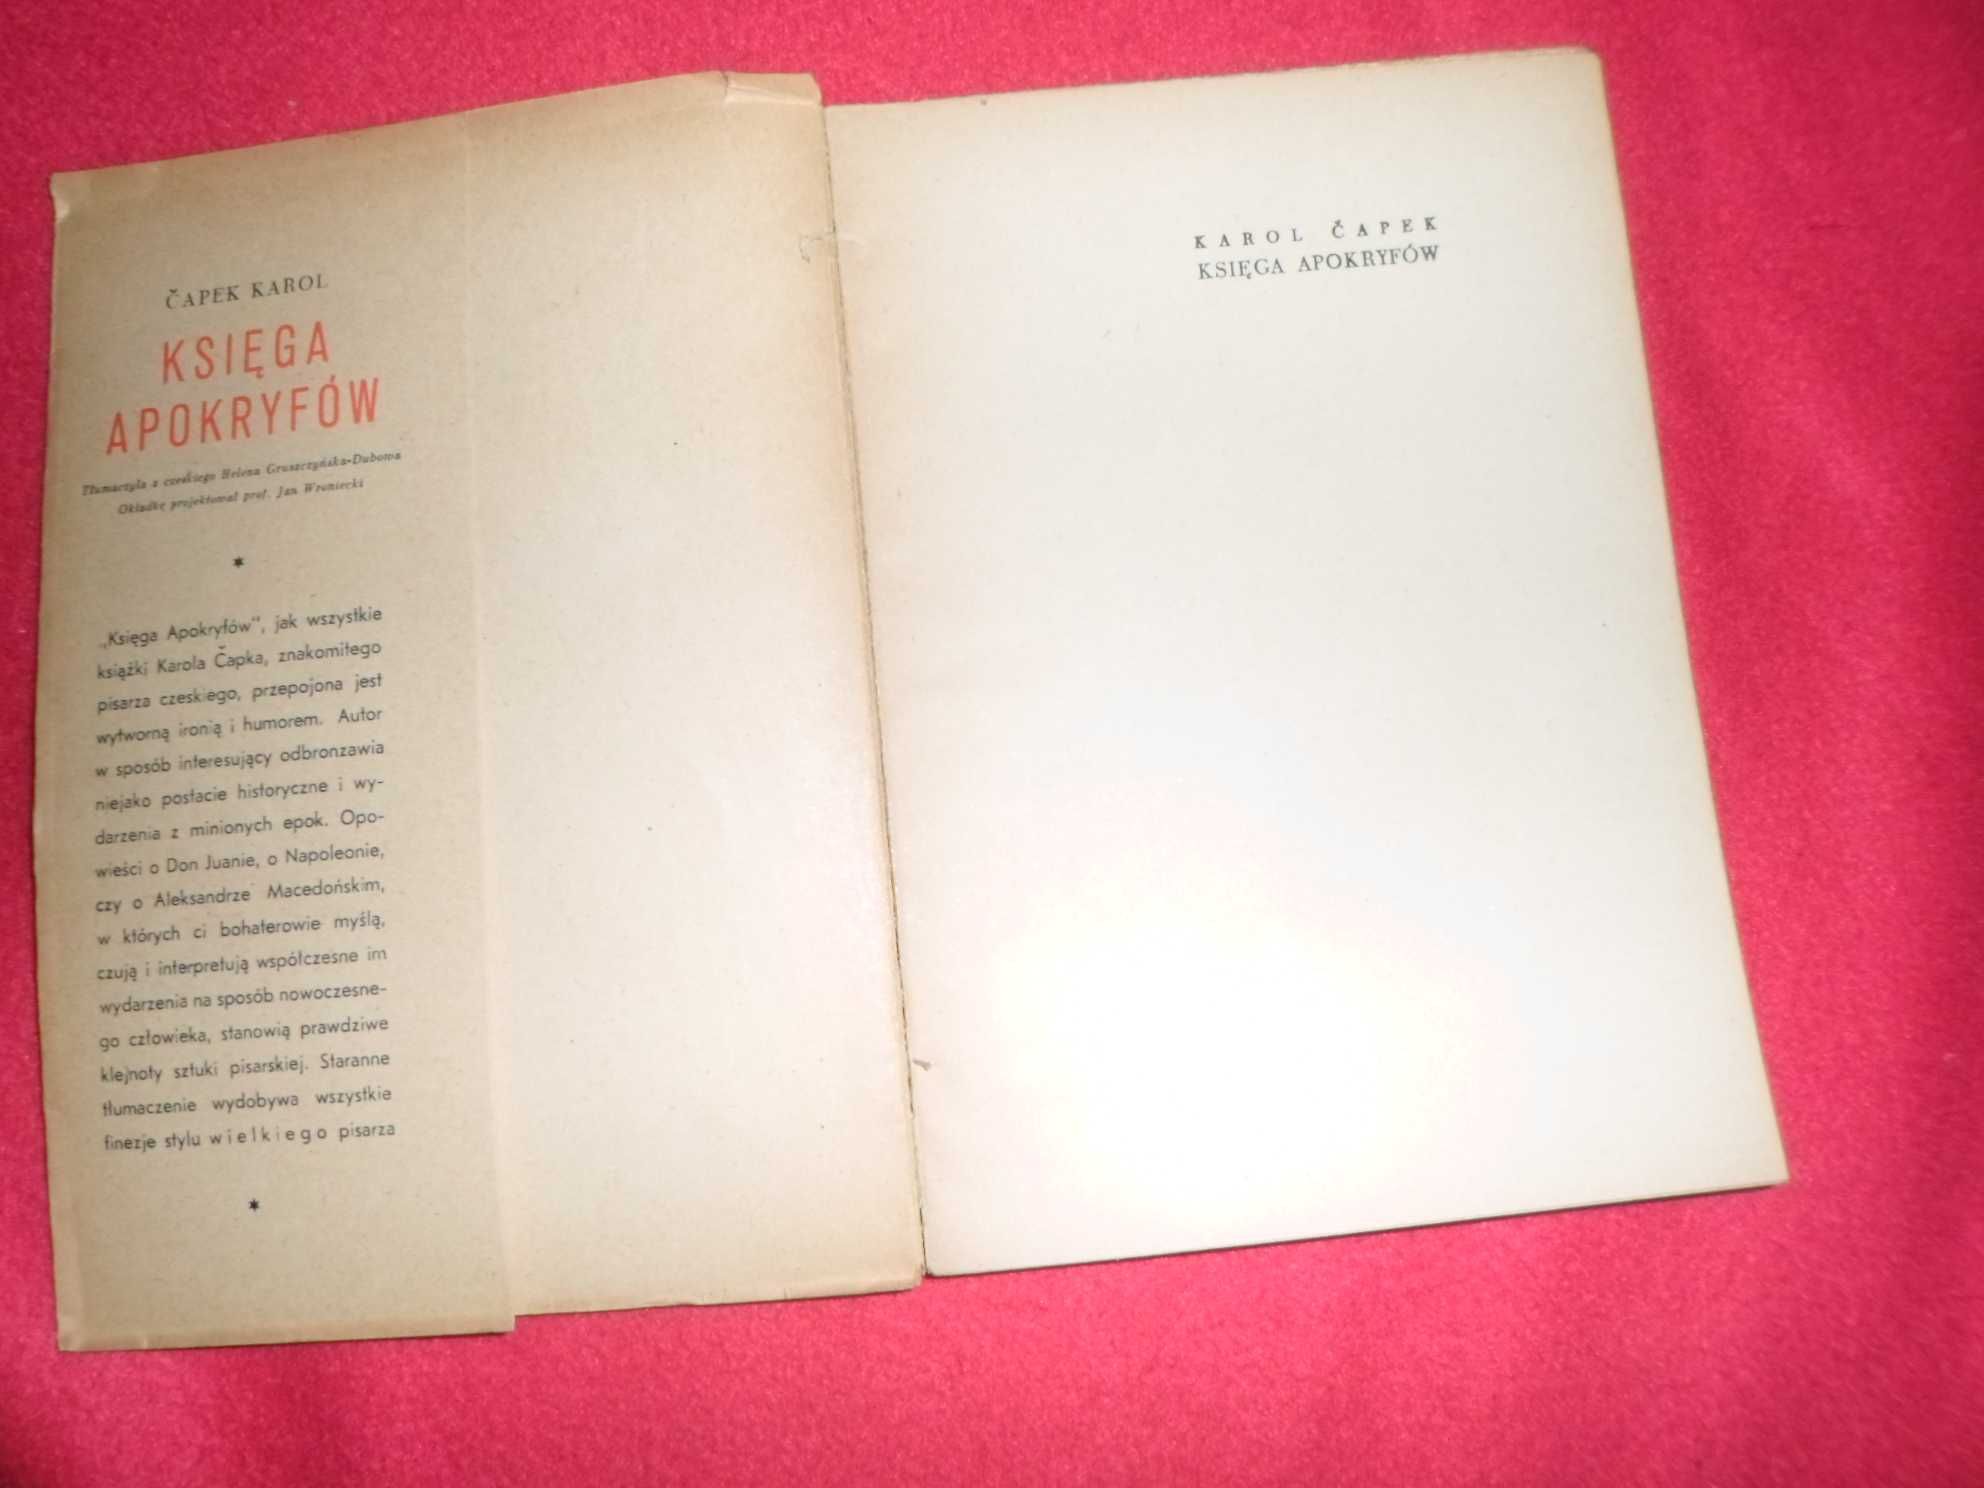 ČAPEK KAROL
KSIĘGA
APOKRYFÓW
Tłumaczyła z czeskiego Helena Gruszczyńska-Dubowa
Okładkę projektował prof. Jan Wroniecki
*
„Księga Apokryfów", jak wszystkie
książki Karola Čapka, znakomitego
pisarza czeskiego, przepojona jest
wytworną ironią i humorem. Autor
w sposób interesujący odbronzawia
niejako postacie historyczne i wy-
darzenia z minionych epok. Opo-
wieści o Don Juanie, o Napoleonie,
czy o Aleksandrze Macedońskim,
w których ci bohaterowie myślą,
czują i interpretują współczesne im
wydarzenia na sposób nowoczesne-
go człowieka, stanowią prawdziwe
klejnoty sztuki pisarskiej. Staranne
tłumaczenie wydobywa wszystkie
finezje stylu wielkiego pisarza
*
KAROL ČAPEK
KSIĘGA APOKRYFÓW